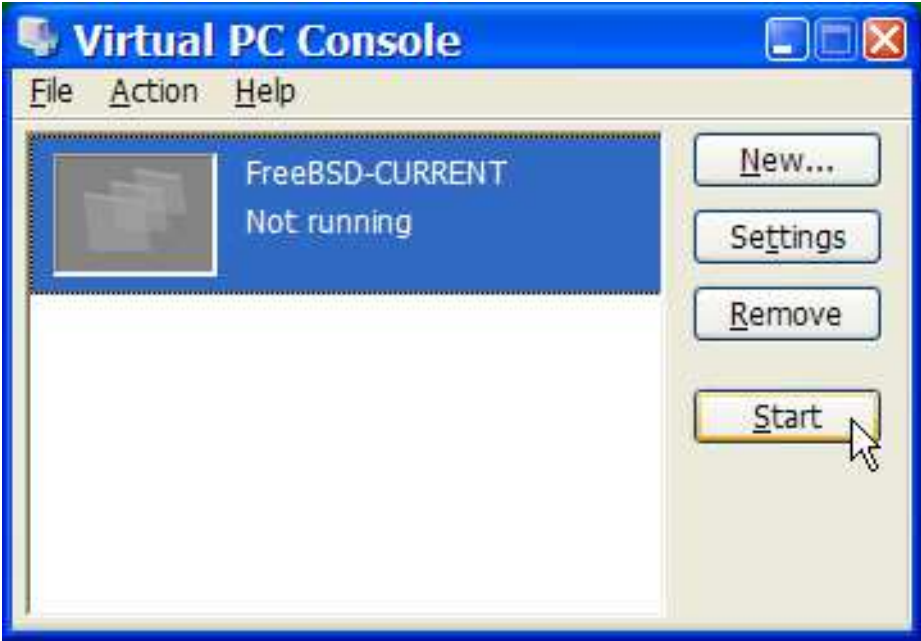 Virtual PC Console
File Action Help
FreeBSD-CURRENT
Not running
New...
Settings
Remove
Start